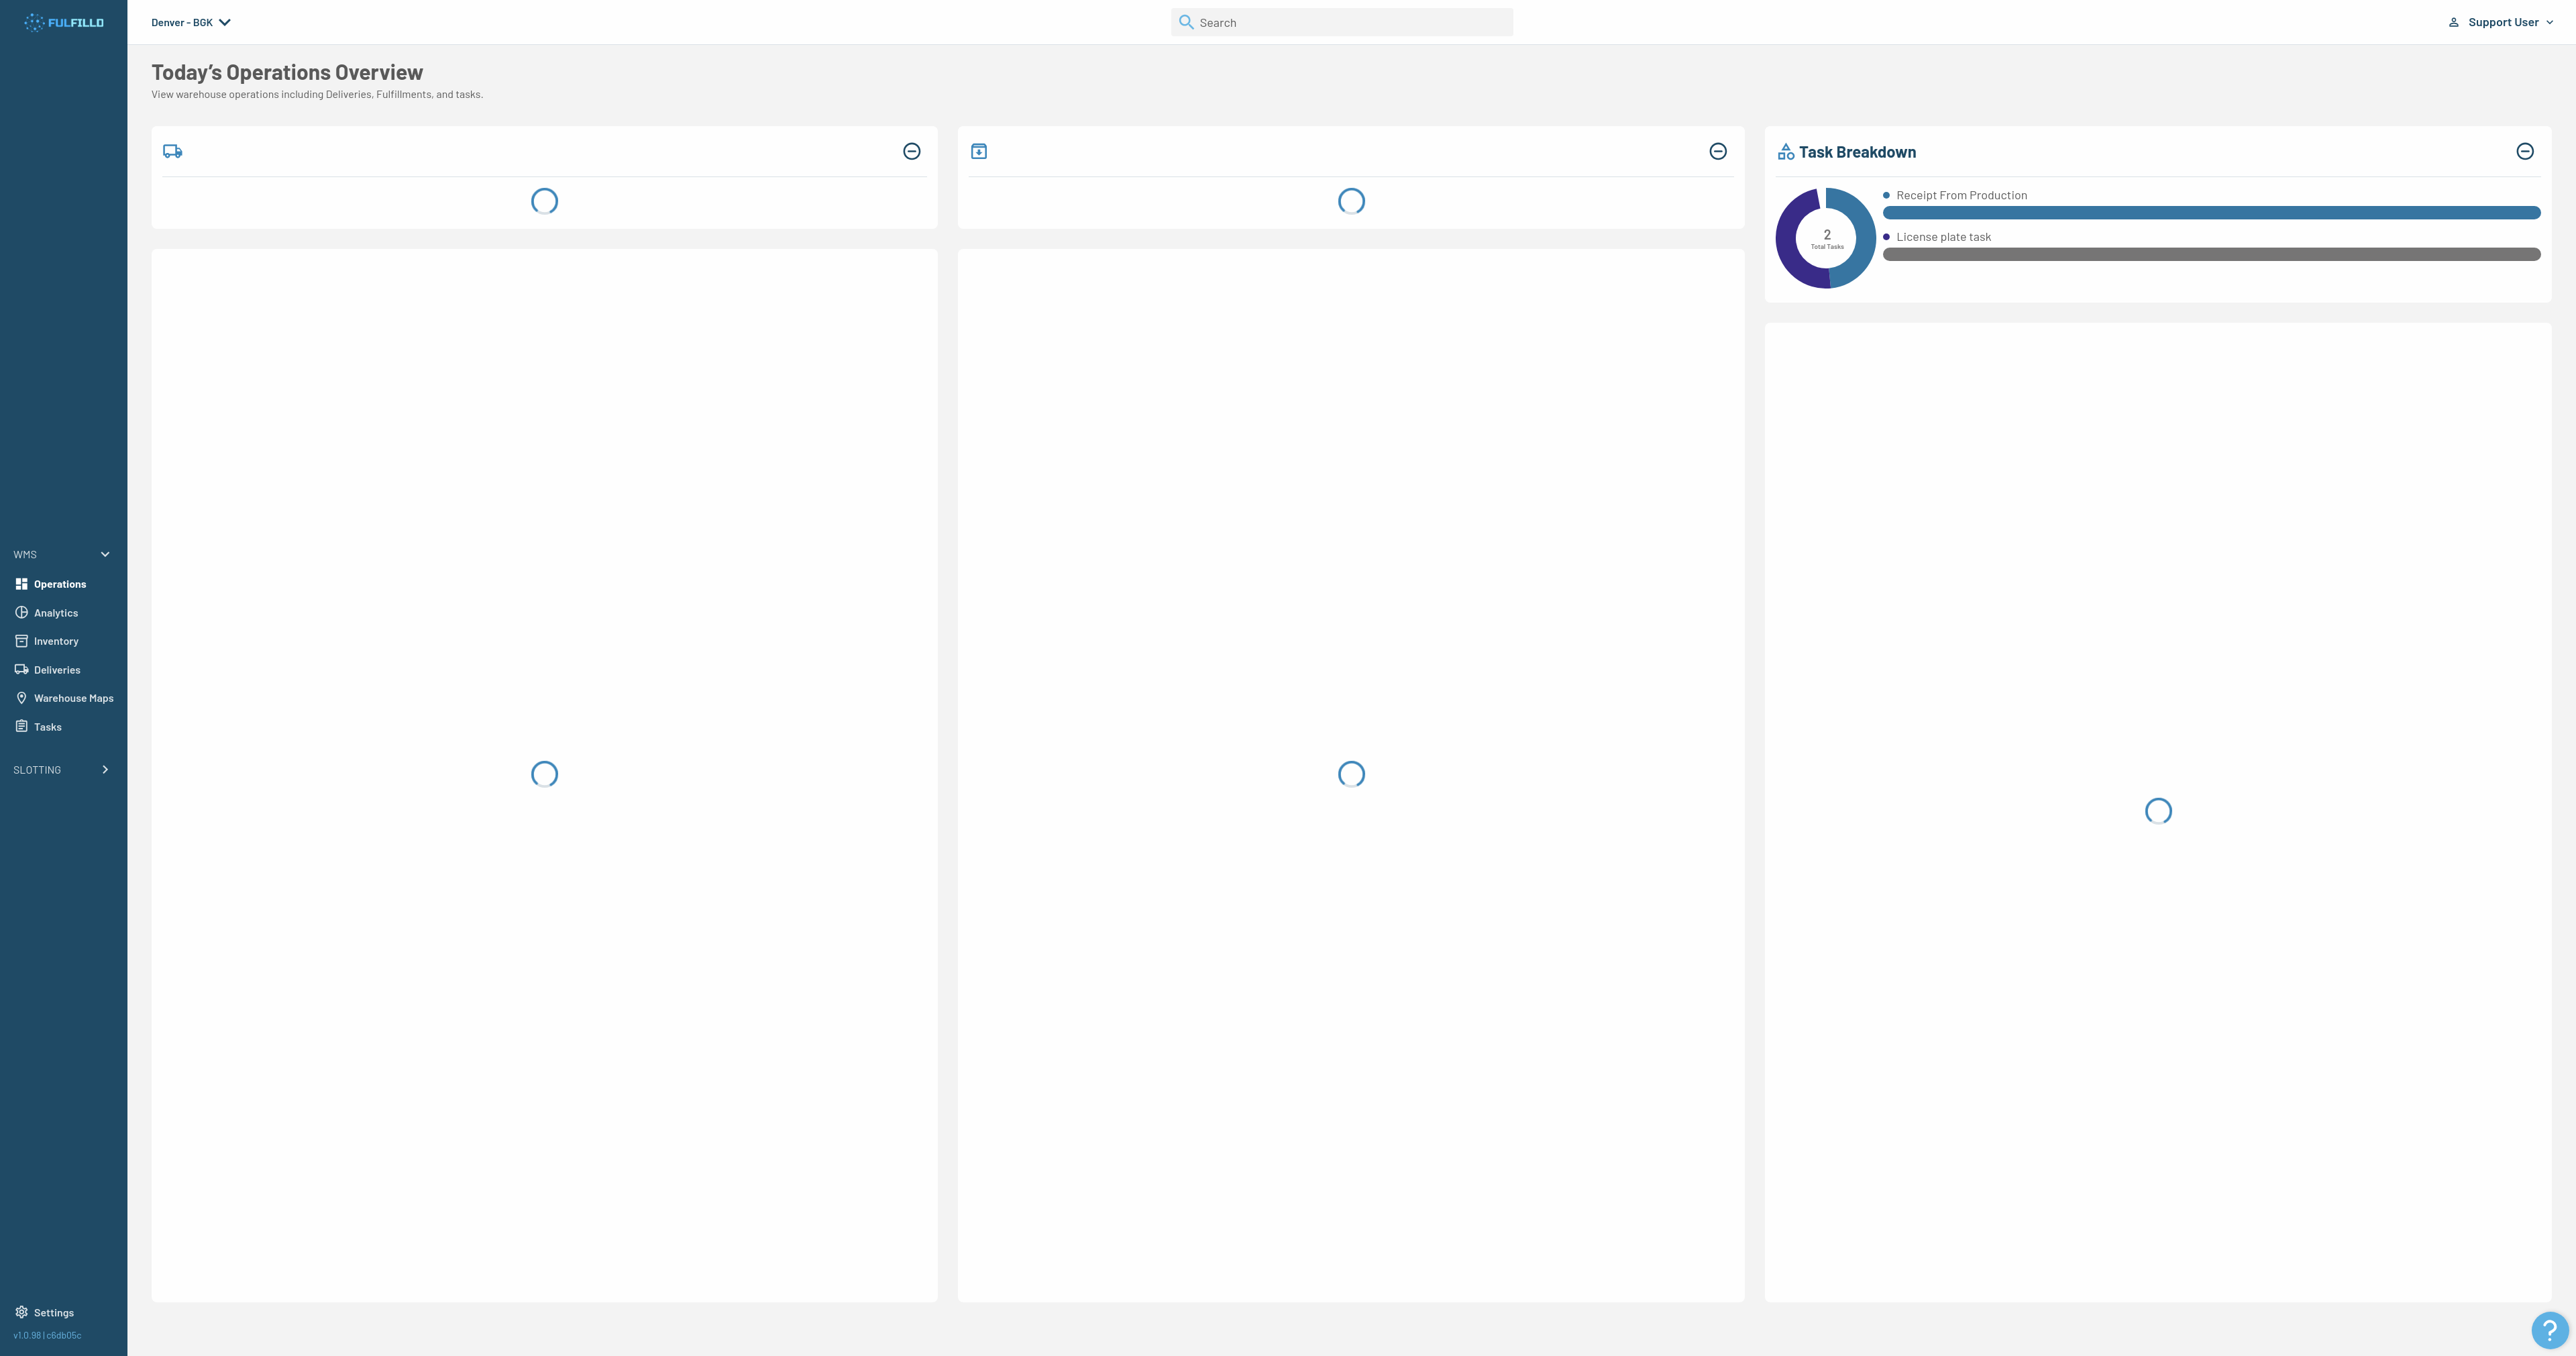 FULFILLD
Denver - BGK
Search
Support User
Today’s Operations Overview
View warehouse operations including Deliveries, Fulfillments, and tasks.
Task Breakdown
Receipt From Production
License plate task
2
Total Tasks
WMS
Operations
Analytics
Inventory
Deliveries
Warehouse Maps
Tasks
SLOTTING
Settings
v1.0.98 | c6db05c
?